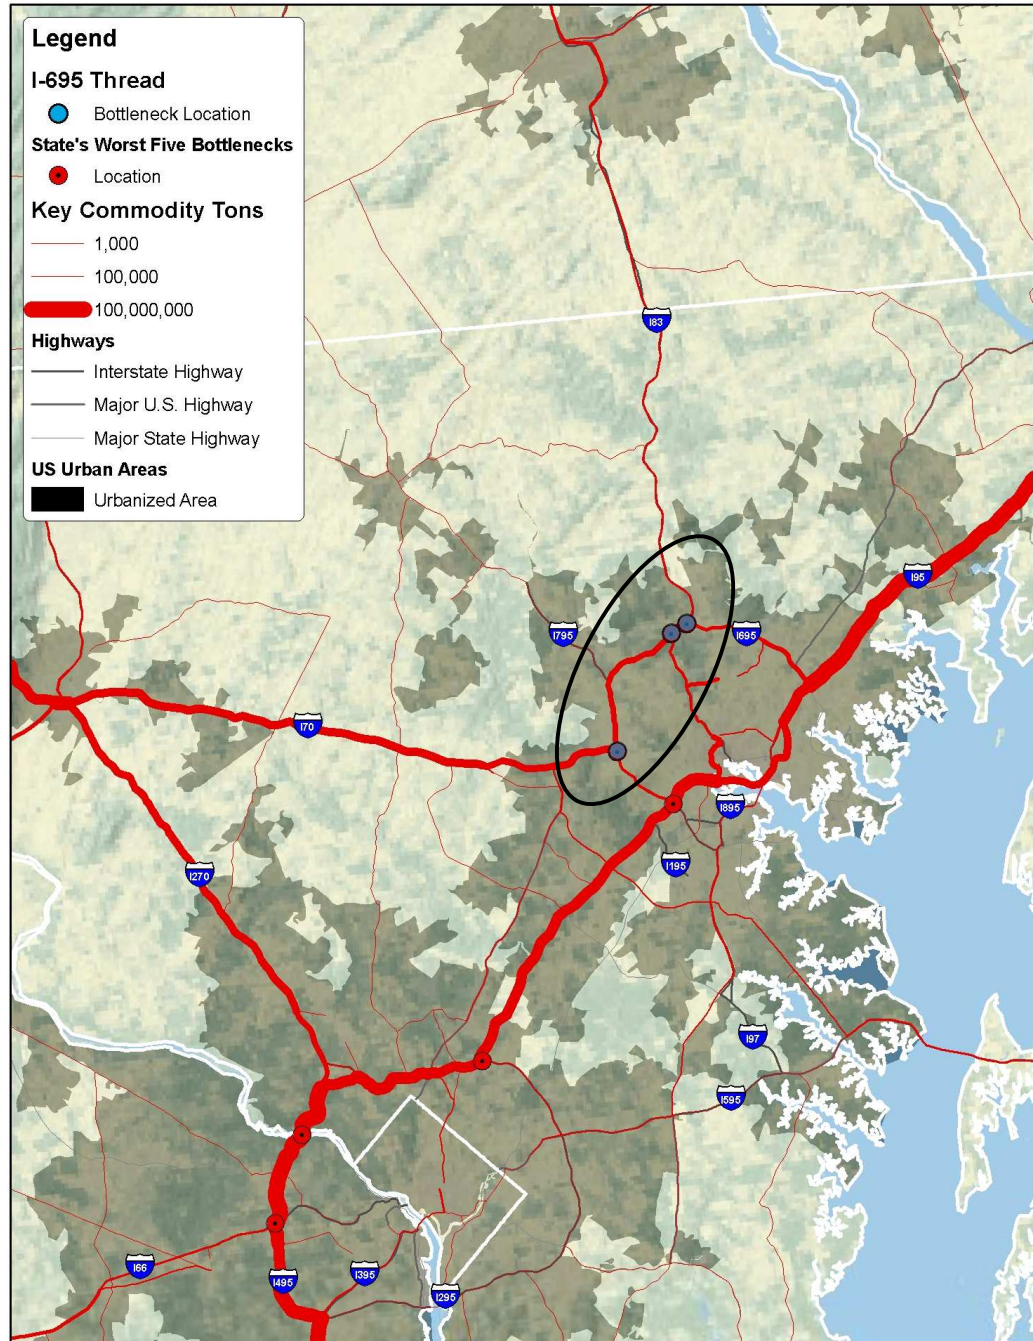 Legend
I-695 Thread
Bottleneck Location
State's Worst Five Bottlenecks
Location
Key Commodity Tons
1,000
100,000
100,000,000
Highways
Interstate Highway
Major U.S. Highway
Major State Highway
US Urban Areas
Urbanized Area
I83
I95
I795
I695
I70
I895
I195
I270
I97
I595
I66
I495
I395
I295